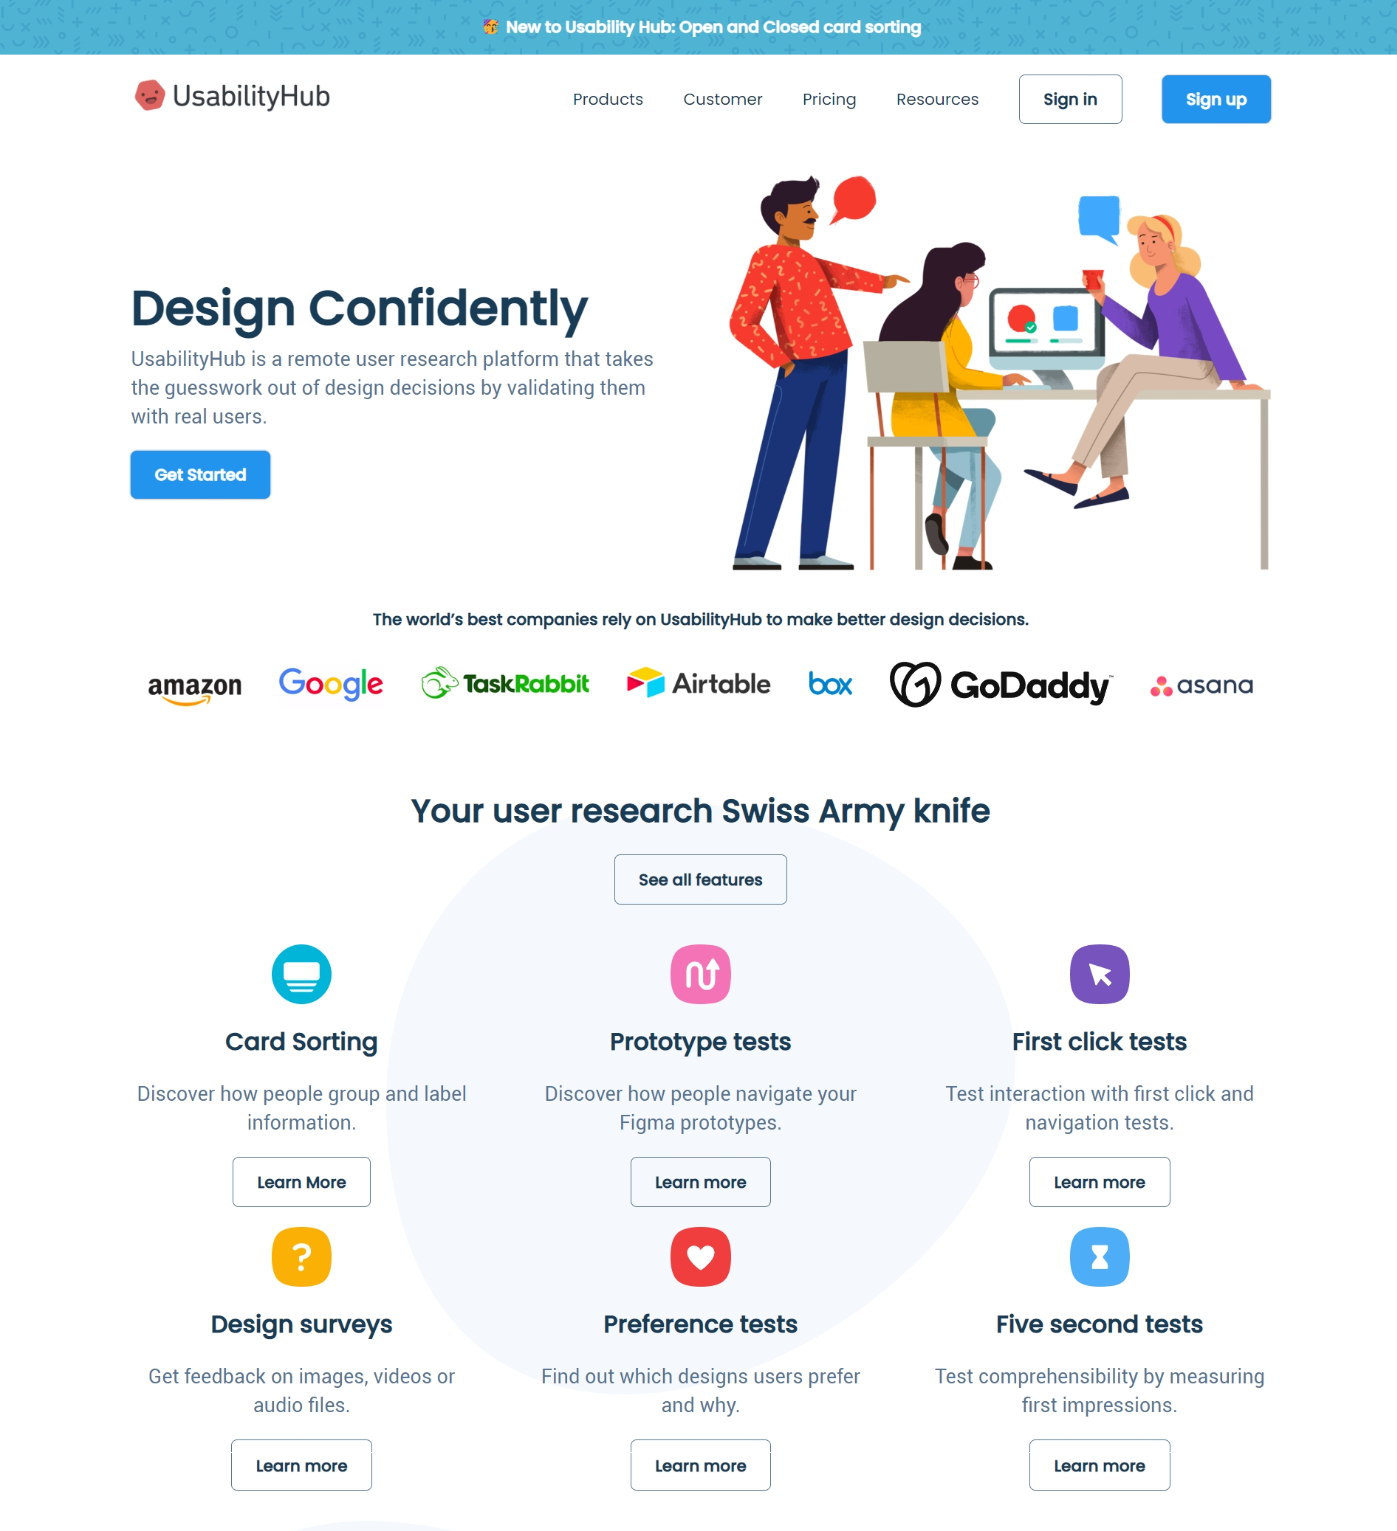 🥳 New to Usability Hub: Open and Closed card sorting
UsabilityHub
Products Customer Pricing Resources Sign in Sign up
Design Confidently
UsabilityHub is a remote user research platform that takes
the guesswork out of design decisions by validating them
with real users.
Get Started
The world's best companies rely on UsabilityHub to make better design decisions.
amazon Google TaskRabbit Airtable box GoDaddy™ asana
Your user research Swiss Army knife
See all features
Card Sorting Prototype tests First click tests
Discover how people group and label Discover how people navigate your Test interaction with first click and
information. Figma prototypes. navigation tests.
Learn More Learn more Learn more
?
Design surveys Preference tests Five second tests
Get feedback on images, videos or Find out which designs users prefer Test comprehensibility by measuring
audio files. and why. first impressions.
Learn more Learn more Learn more